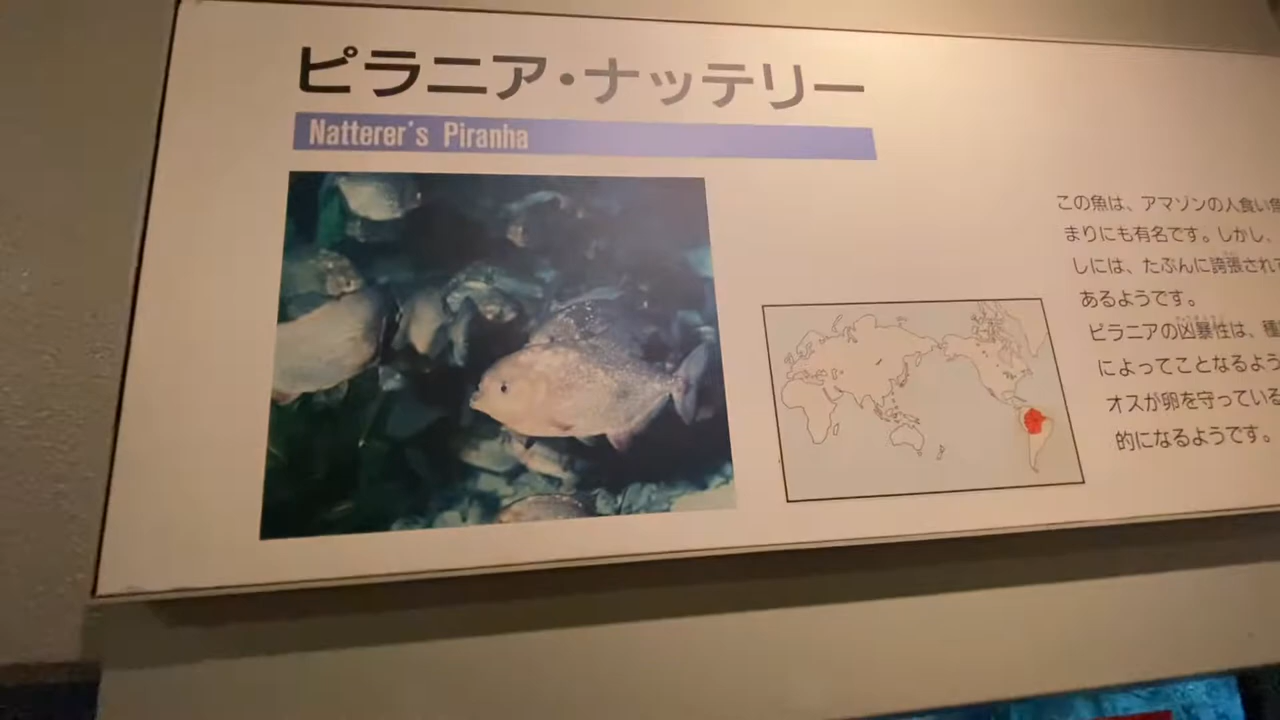 ピラニア・ナッテリー
Natterer's Piranha
この魚は、アマゾンの人食い魚
まりにも有名です。しかし、
しには、たぶんに誇張されて
あるようです。
ピラニアの凶暴性は、種
によってことなるよう
オスが卵を守っている
的になるようです。